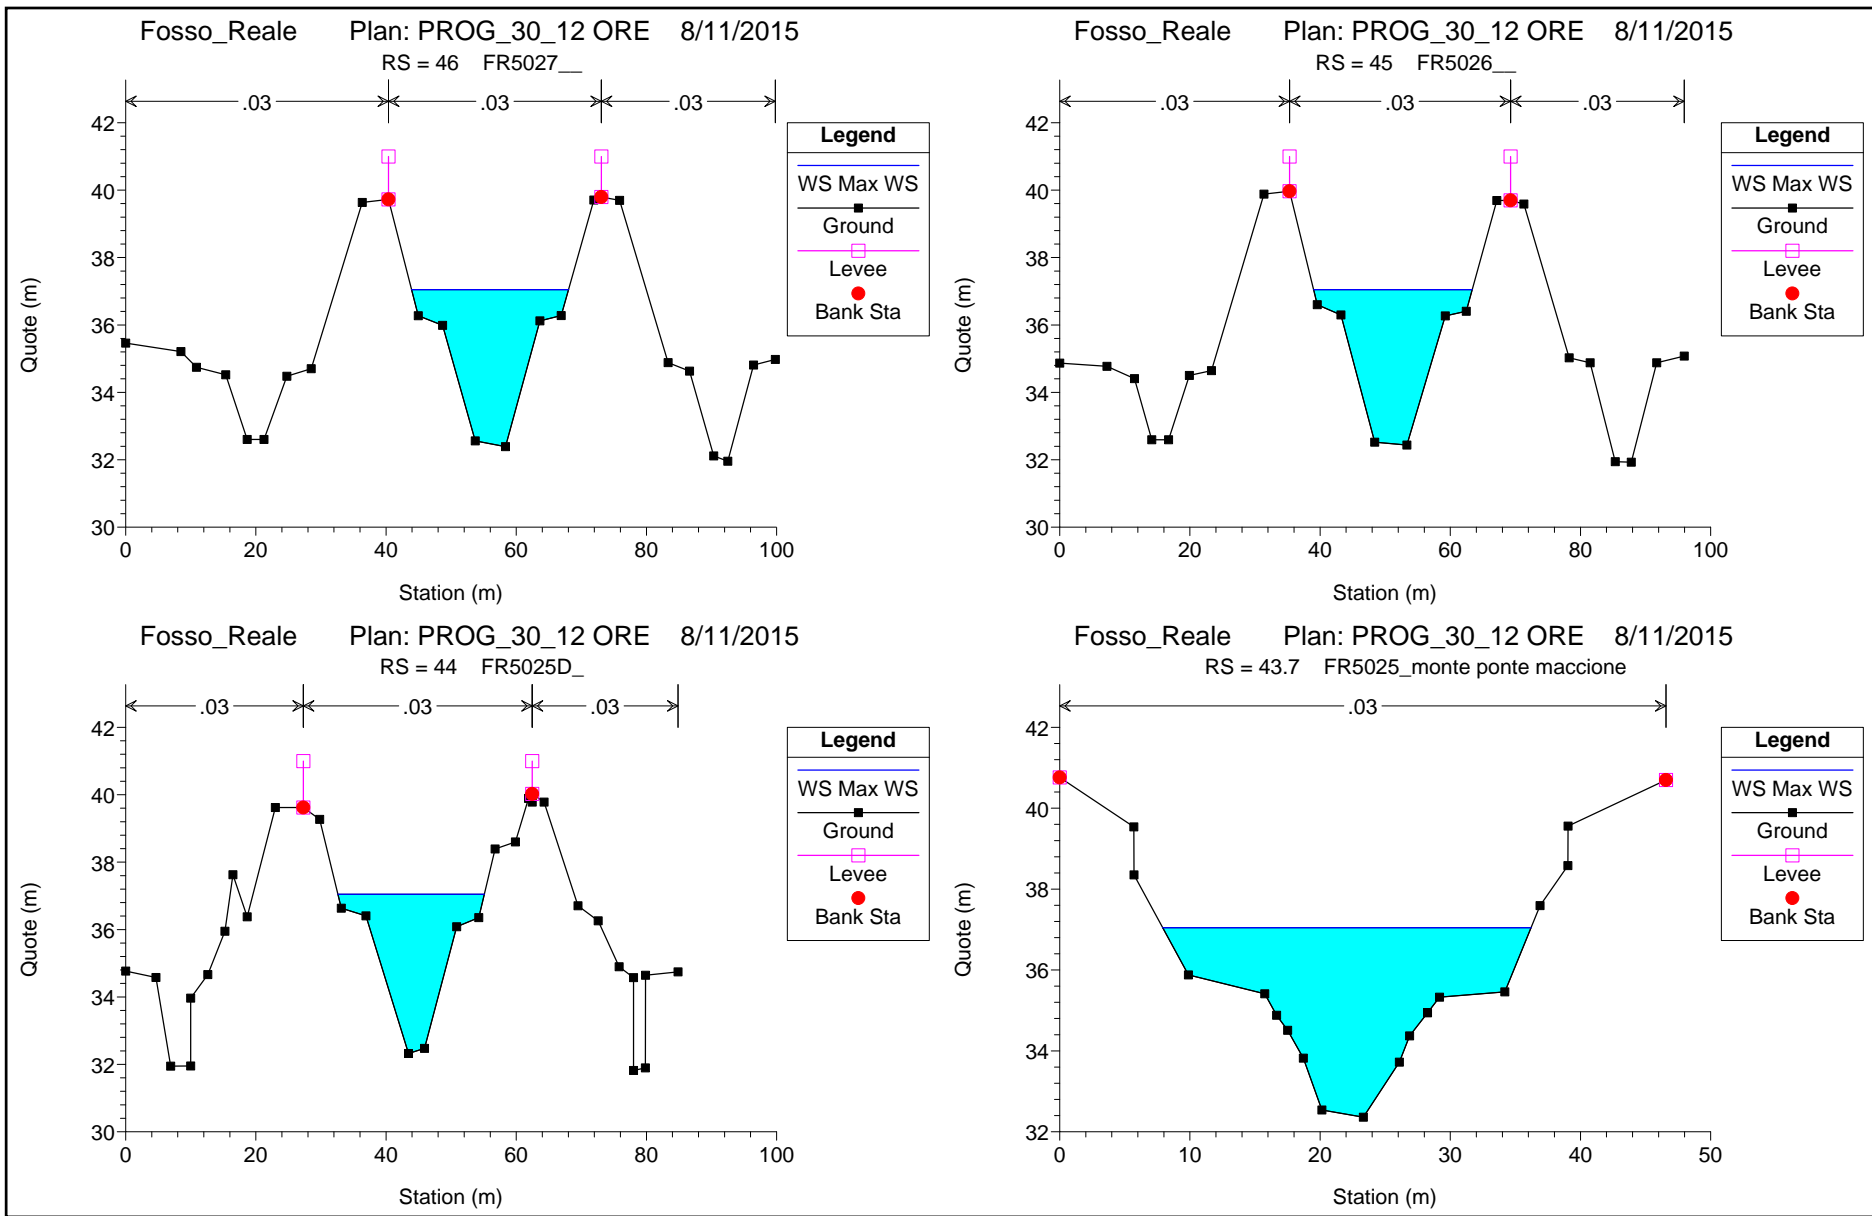 Fosso_Reale Plan: PROG_30_12 ORE 8/11/2015
RS = 46 FR5027__
.03 .03 .03
42
40
38
36
34
32
30
0 20 40 60 80 100
Quote (m)
Station (m)
Legend
WS Max WS
Ground
Levee
Bank Sta
Fosso_Reale Plan: PROG_30_12 ORE 8/11/2015
RS = 45 FR5026__
.03 .03 .03
42
40
38
36
34
32
30
0 20 40 60 80 100
Quote (m)
Station (m)
Legend
WS Max WS
Ground
Levee
Bank Sta
Fosso_Reale Plan: PROG_30_12 ORE 8/11/2015
RS = 44 FR5025D_
.03 .03 .03
42
40
38
36
34
32
30
0 20 40 60 80 100
Quote (m)
Station (m)
Legend
WS Max WS
Ground
Levee
Bank Sta
Fosso_Reale Plan: PROG_30_12 ORE 8/11/2015
RS = 43.7 FR5025_monte ponte maccione
.03
42
40
38
36
34
32
0 10 20 30 40 50
Quote (m)
Station (m)
Legend
WS Max WS
Ground
Levee
Bank Sta